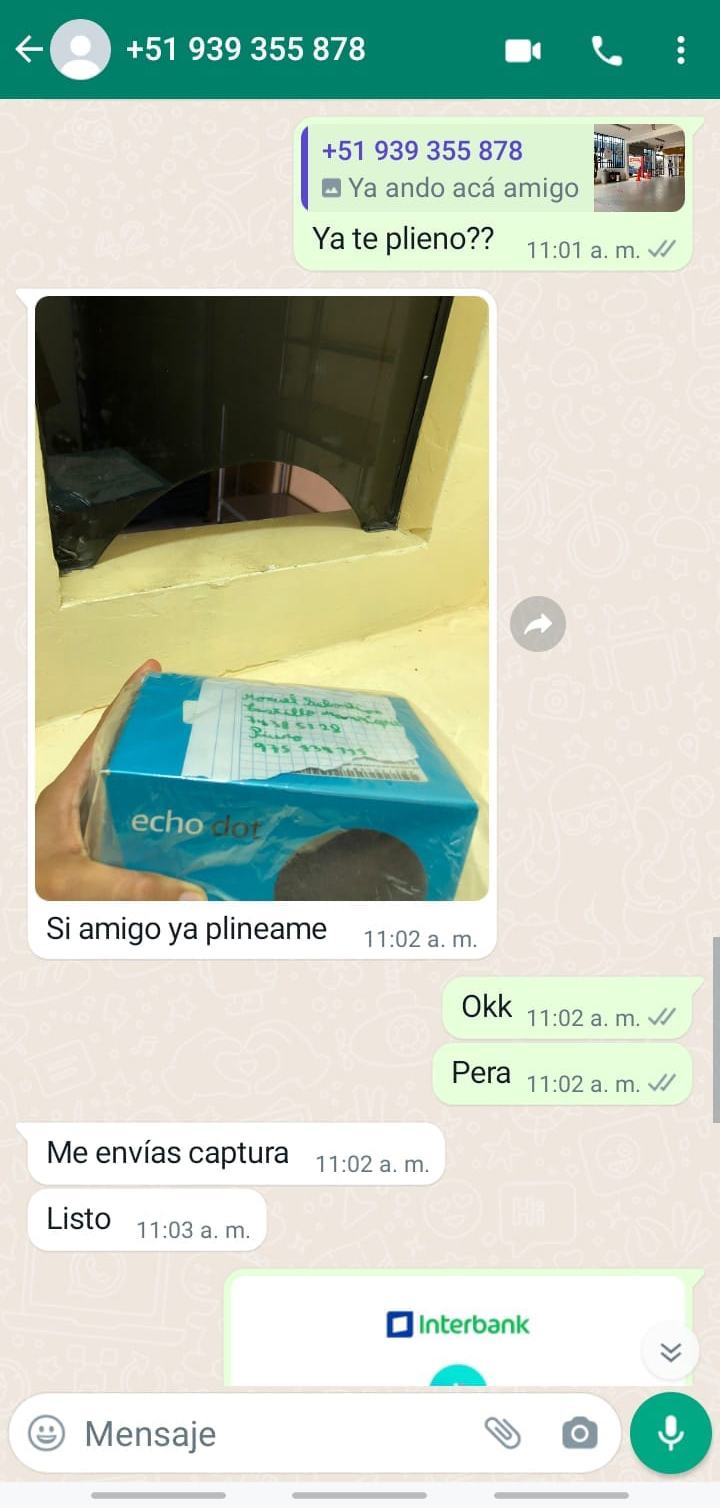 +51 939 355 878
+51 939 355 878
Ya ando acá amigo
Ya te plieno??
11:01 a. m.
Piura
echo dot
Si amigo ya plineame
11:02 a. m.
Okk
11:02 a. m.
Pera
11:02 a. m.
Me envías captura
11:02 a. m.
Listo
11:03 a. m.
Interbank
Mensaje